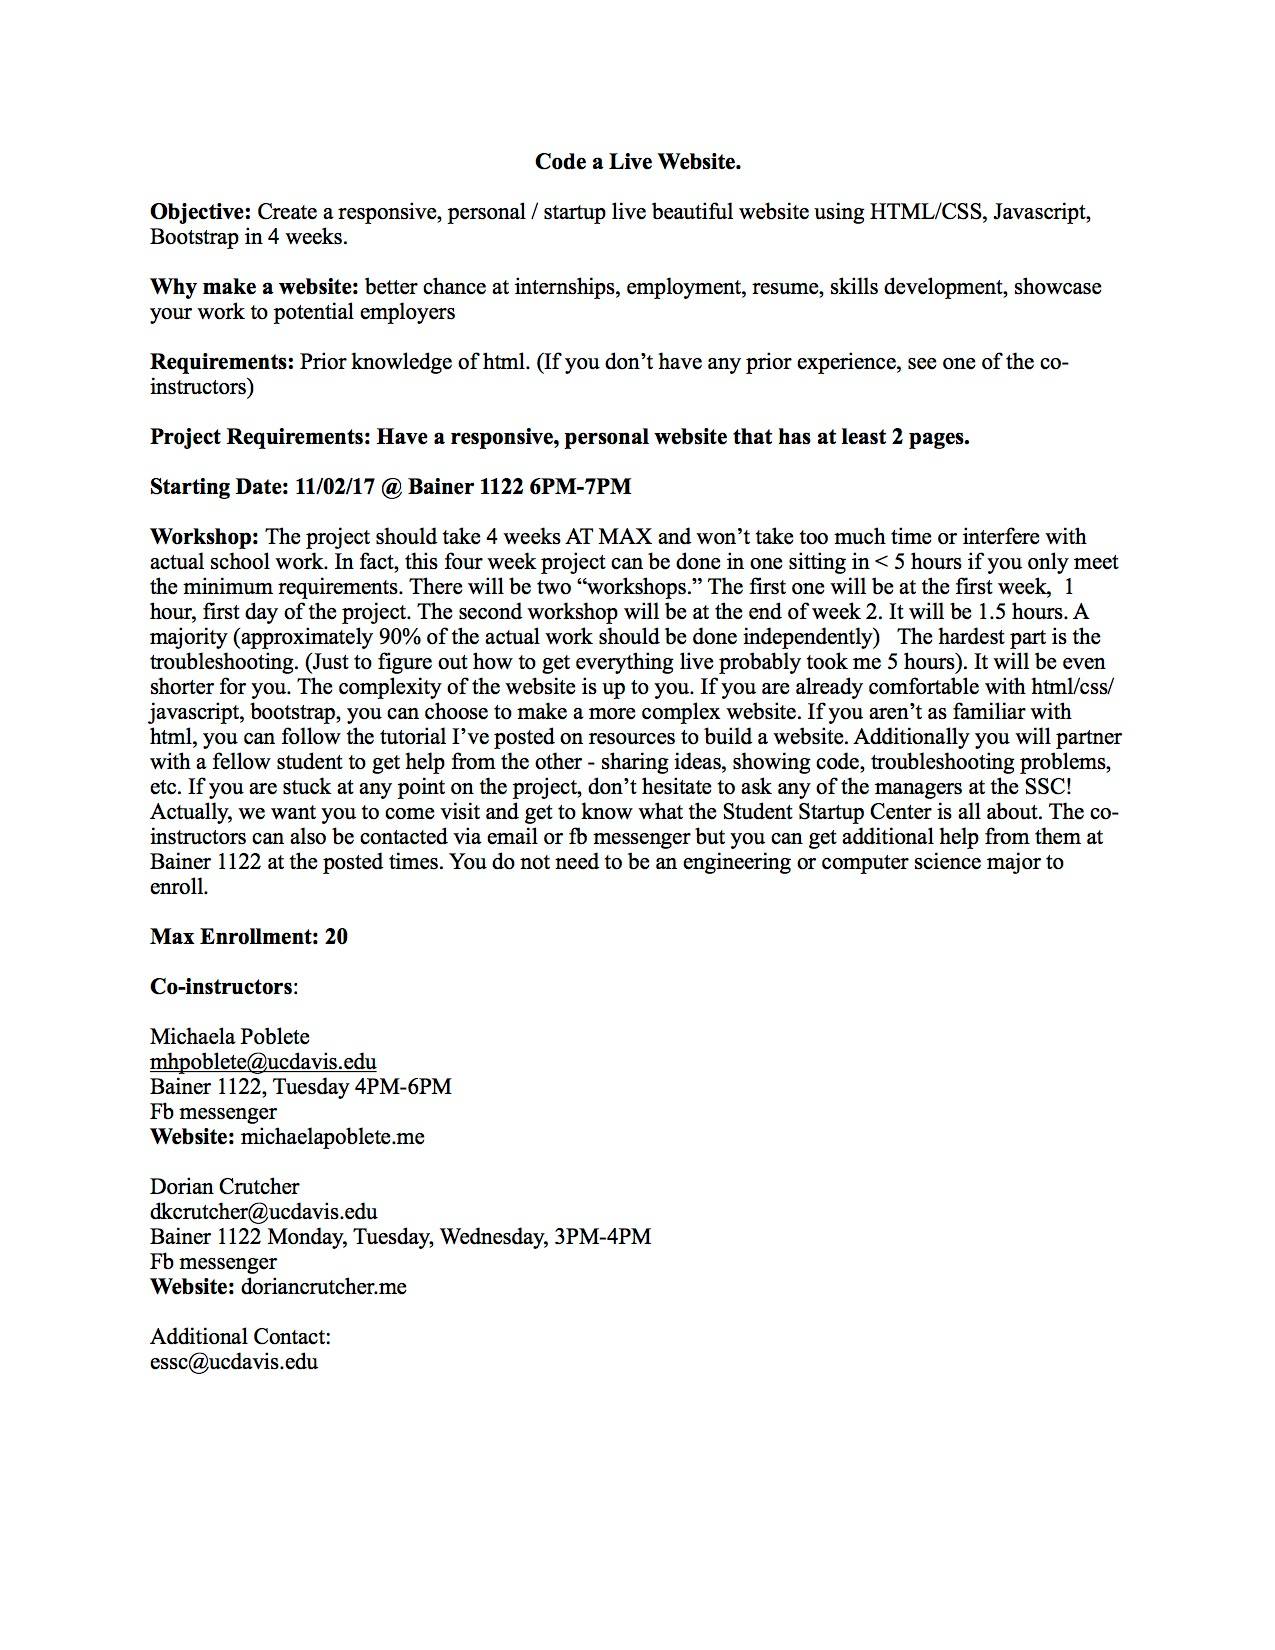 Code a Live Website.
Objective: Create a responsive, personal / startup live beautiful website using HTML/CSS, Javascript,
Bootstrap in 4 weeks.
Why make a website: better chance at internships, employment, resume, skills development, showcase
your work to potential employers
Requirements: Prior knowledge of html. (If you don’t have any prior experience, see one of the co-
instructors)
Project Requirements: Have a responsive, personal website that has at least 2 pages.
Starting Date: 11/02/17 @ Bainer 1122 6PM-7PM
Workshop: The project should take 4 weeks AT MAX and won’t take too much time or interfere with
actual school work. In fact, this four week project can be done in one sitting in < 5 hours if you only meet
the minimum requirements. There will be two “workshops.” The first one will be at the first week,  1
hour, first day of the project. The second workshop will be at the end of week 2. It will be 1.5 hours. A
majority (approximately 90% of the actual work should be done independently)   The hardest part is the
troubleshooting. (Just to figure out how to get everything live probably took me 5 hours). It will be even
shorter for you. The complexity of the website is up to you. If you are already comfortable with html/css/
javascript, bootstrap, you can choose to make a more complex website. If you aren’t as familiar with
html, you can follow the tutorial I’ve posted on resources to build a website. Additionally you will partner
with a fellow student to get help from the other - sharing ideas, showing code, troubleshooting problems,
etc. If you are stuck at any point on the project, don’t hesitate to ask any of the managers at the SSC!
Actually, we want you to come visit and get to know what the Student Startup Center is all about. The co-
instructors can also be contacted via email or fb messenger but you can get additional help from them at
Bainer 1122 at the posted times. You do not need to be an engineering or computer science major to
enroll.
Max Enrollment: 20
Co-instructors:
Michaela Poblete
mhpoblete@ucdavis.edu
Bainer 1122, Tuesday 4PM-6PM
Fb messenger
Website: michaelapoblete.me
Dorian Crutcher
dkcrutcher@ucdavis.edu
Bainer 1122 Monday, Tuesday, Wednesday, 3PM-4PM
Fb messenger
Website: doriancrutcher.me
Additional Contact:
essc@ucdavis.edu